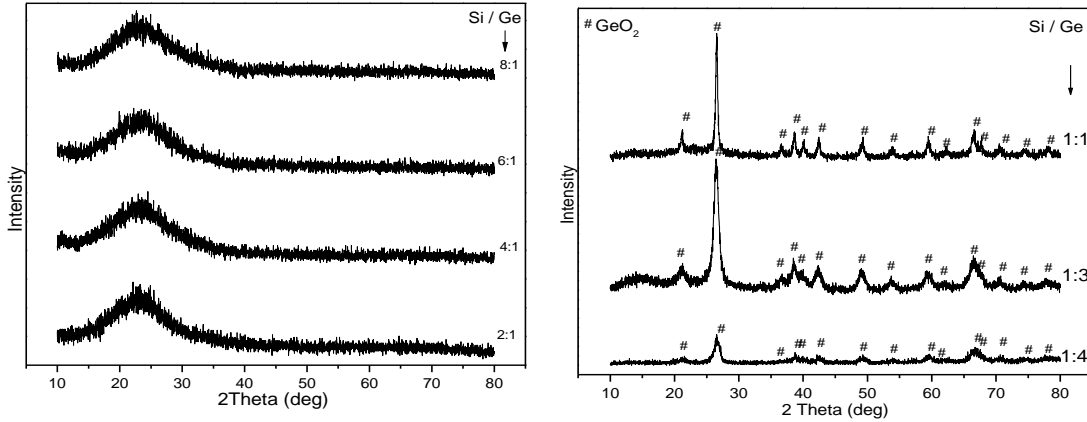 Si / Ge
8:1
6:1
4:1
2:1
Intensity
10 20 30 40 50 60 70 80
2Theta (deg)
# GeO2
Si / Ge
#
# # # # # # # # # # # # # #
1:1
#
# # # # # # # # # # # # #
1:3
#
# # # # # # # # # # # # # #
1:4
Intensity
10 20 30 40 50 60 70 80
2 Theta (deg)